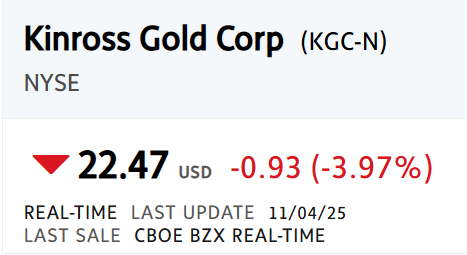 Kinross Gold Corp (KGC-N)
NYSE
22.47 USD -0.93 (-3.97%)
REAL-TIME LAST UPDATE 11/04/25
LAST SALE CBOE BZX REAL-TIME